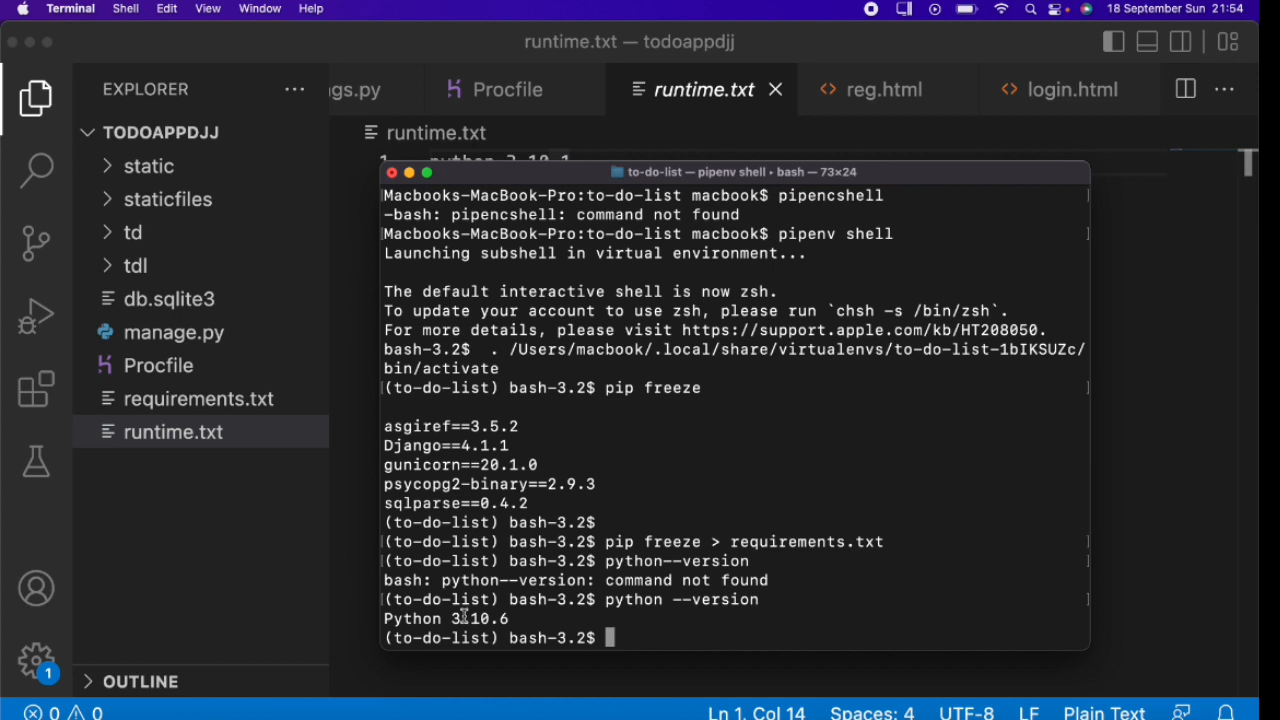 Terminal Shell Edit View Window Help 18 September Sun 21:54
runtime.txt — todoappdjj
EXPLORER
gs.py Procfile runtime.txt reg.html login.html
TODOAPPDJJ
runtime.txt
static
staticfiles
td
tdl
db.sqlite3
manage.py
Procfile
requirements.txt
runtime.txt
OUTLINE
1 python-3.10.1
to-do-list — pipenv shell • bash — 73×24
Macbooks-MacBook-Pro:to-do-list macbook$ pipencshell
-bash: pipencshell: command not found
Macbooks-MacBook-Pro:to-do-list macbook$ pipenv shell
Launching subshell in virtual environment...
The default interactive shell is now zsh.
To update your account to use zsh, please run `chsh -s /bin/zsh`.
For more details, please visit https://support.apple.com/kb/HT208050.
bash-3.2$ . /Users/macbook/.local/share/virtualenvs/to-do-list-1bIKSUZc/
bin/activate
(to-do-list) bash-3.2$ pip freeze
asgiref==3.5.2
Django==4.1.1
gunicorn==20.1.0
psycopg2-binary==2.9.3
sqlparse==0.4.2
(to-do-list) bash-3.2$
(to-do-list) bash-3.2$ pip freeze > requirements.txt
(to-do-list) bash-3.2$ python--version
bash: python--version: command not found
(to-do-list) bash-3.2$ python --version
Python 3.10.6
(to-do-list) bash-3.2$
1
0 0 Ln 1, Col 14 Spaces: 4 UTF-8 LF Plain Text